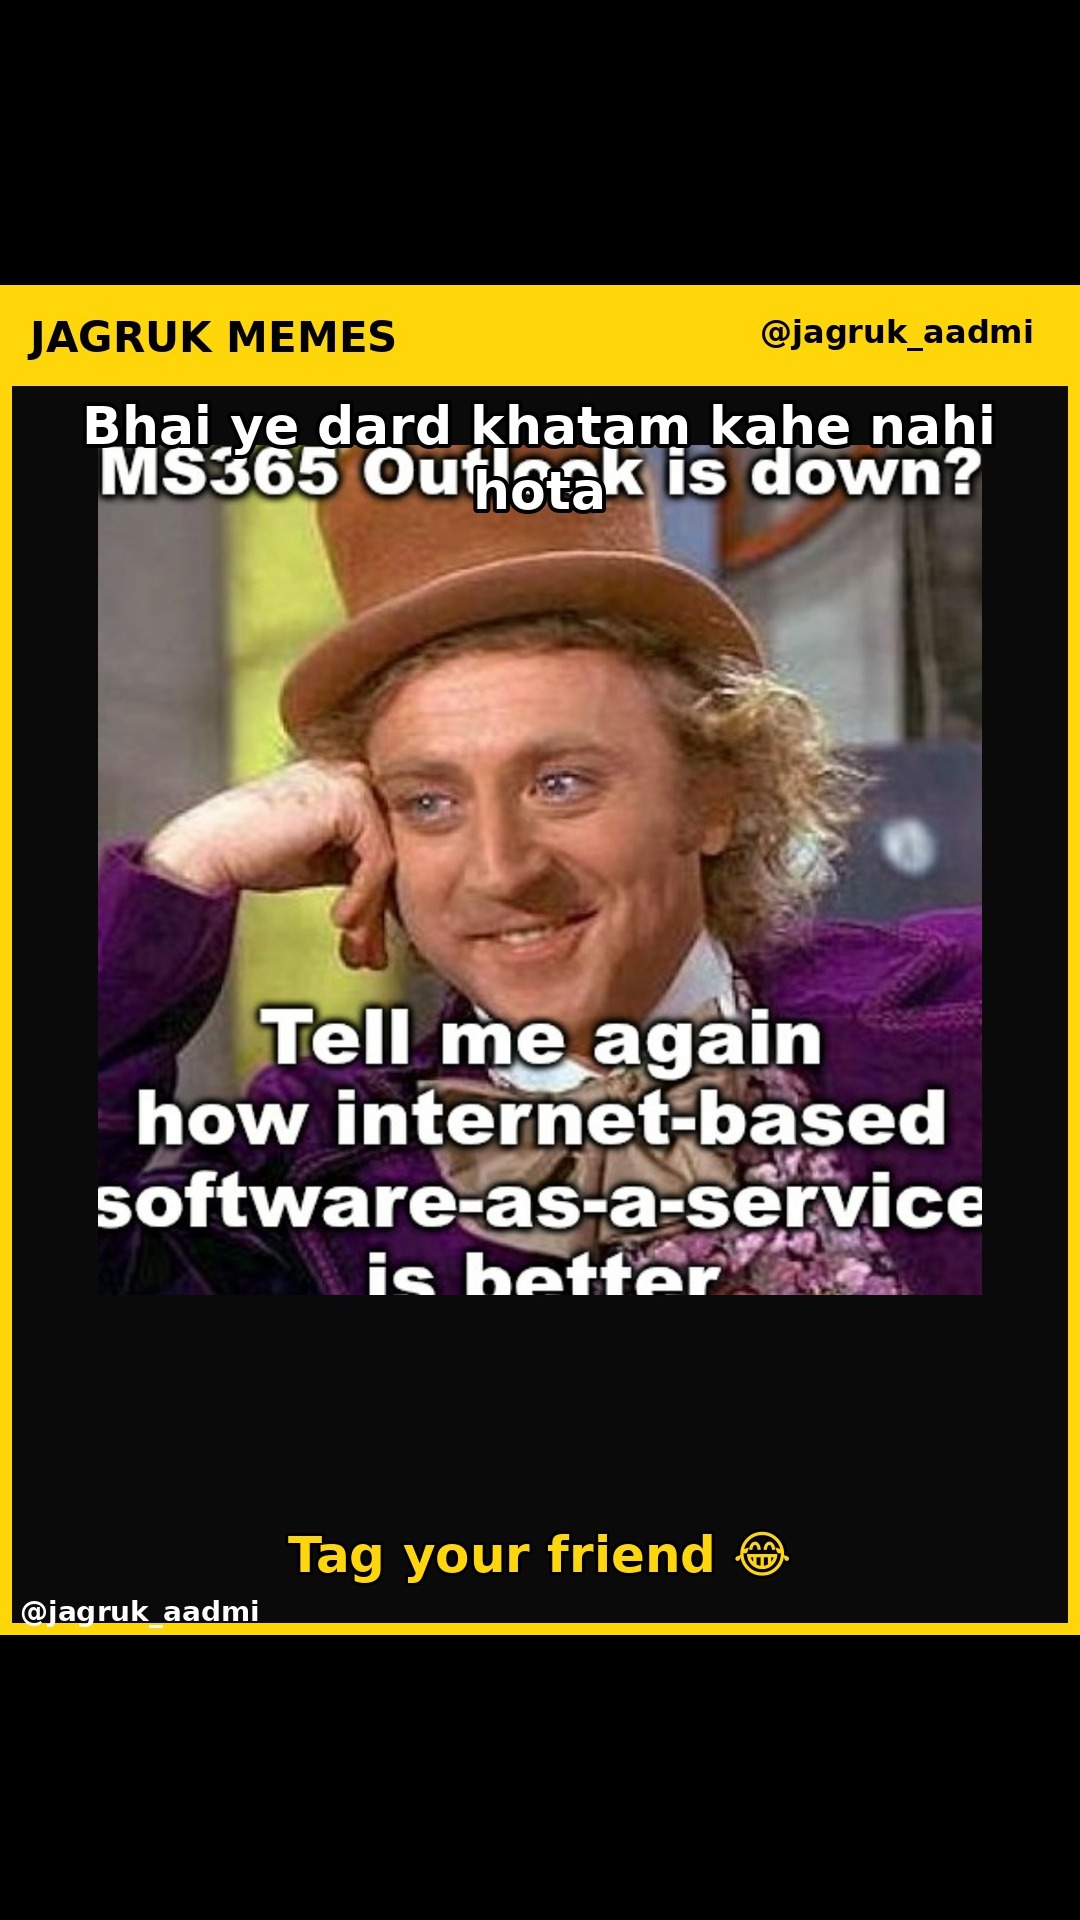 JAGRUK MEMES
@jagruk_aadmi
Bhai ye dard khatam kahe nahi
hota
MS365 Outlook is down?
Tell me again
how internet-based
software-as-a-service
is better
Tag your friend 😂
@jagruk_aadmi